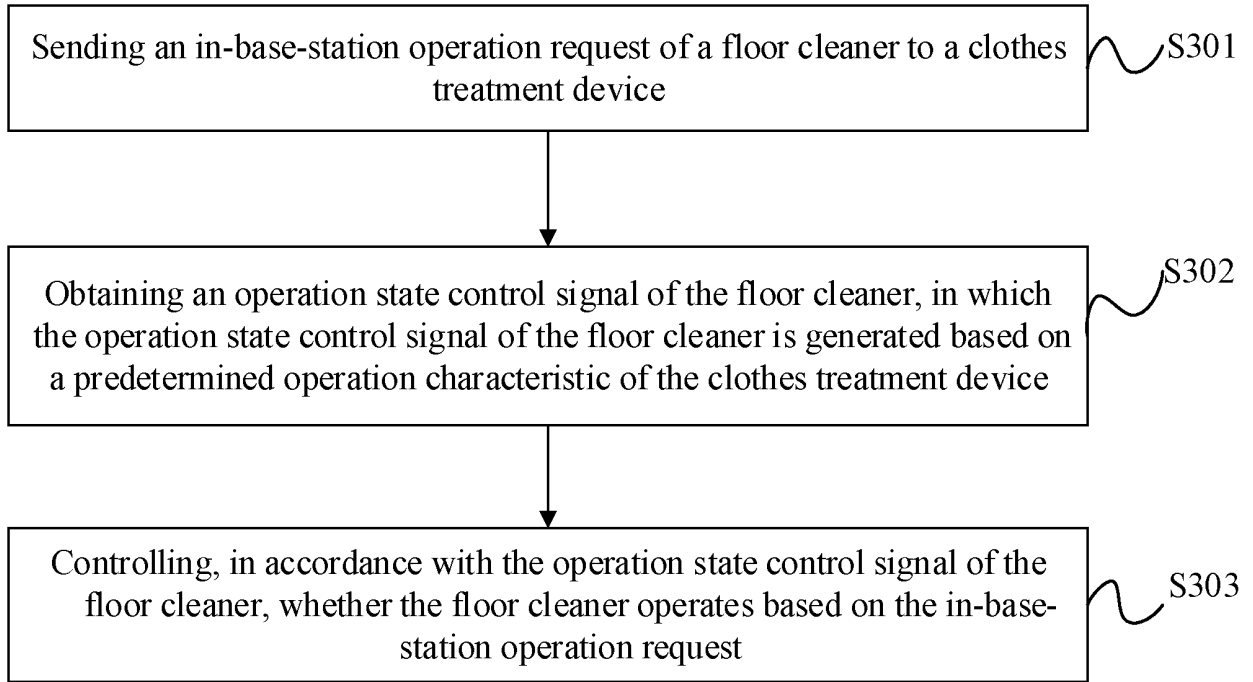 Sending an in-base-station operation request of a floor cleaner to a clothes
treatment device
S301
Obtaining an operation state control signal of the floor cleaner, in which
the operation state control signal of the floor cleaner is generated based on
a predetermined operation characteristic of the clothes treatment device
S302
Controlling, in accordance with the operation state control signal of the
floor cleaner, whether the floor cleaner operates based on the in-base-
station operation request
S303